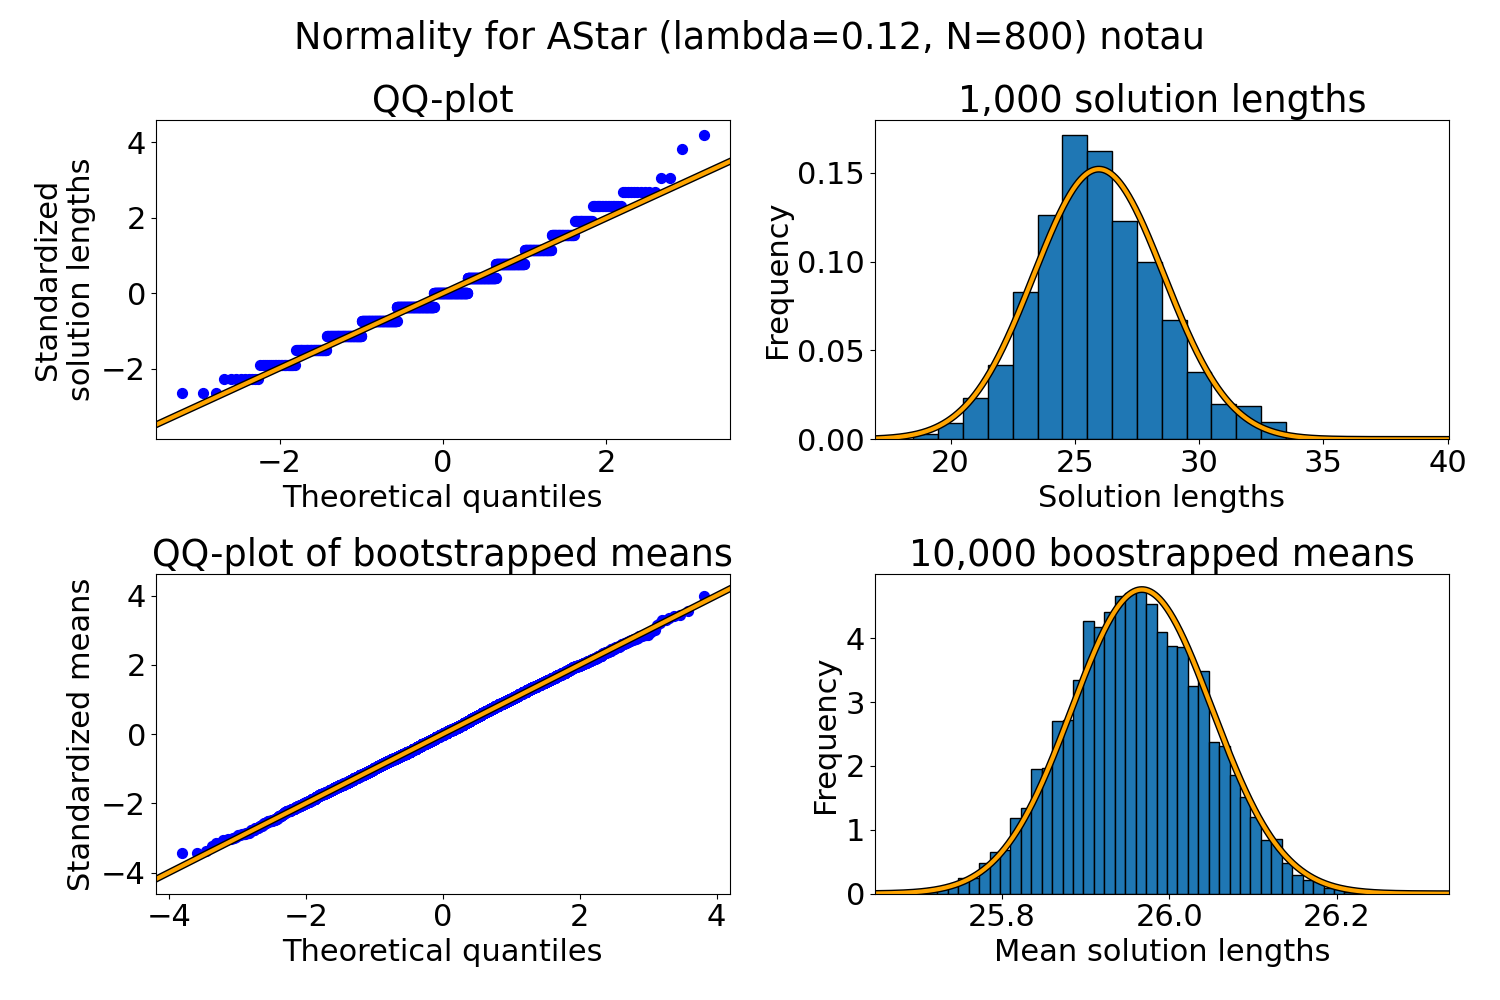 Normality for AStar (lambda=0.12, N=800) notau
QQ-plot
Standardized
solution lengths
4
2
0
−2
−2
0
2
Theoretical quantiles
1,000 solution lengths
Frequency
0.15
0.10
0.05
0.00
20
25
30
35
40
Solution lengths
QQ-plot of bootstrapped means
Standardized means
4
2
0
−2
−4
−4
−2
0
2
4
Theoretical quantiles
10,000 boostrapped means
Frequency
4
3
2
1
0
25.8
26.0
26.2
Mean solution lengths